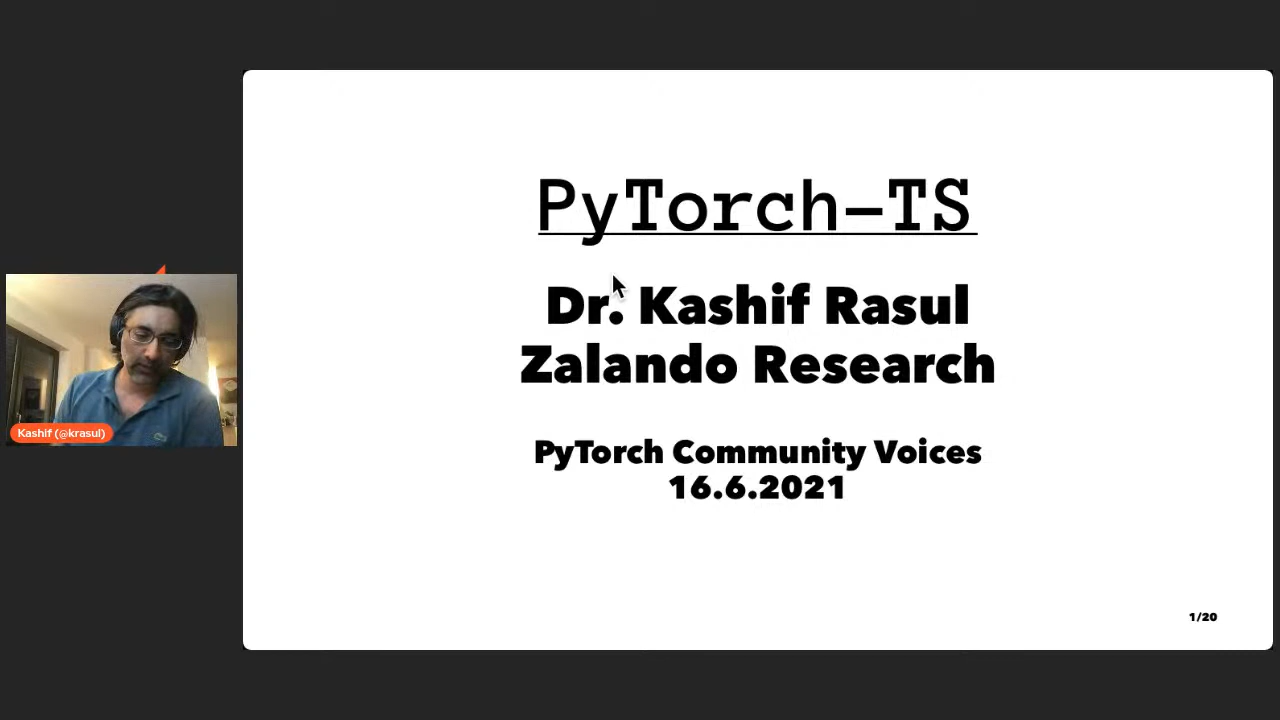 PyTorch-TS
Dr. Kashif Rasul
Zalando Research
PyTorch Community Voices
16.6.2021
1/20
Kashif (@krasul)